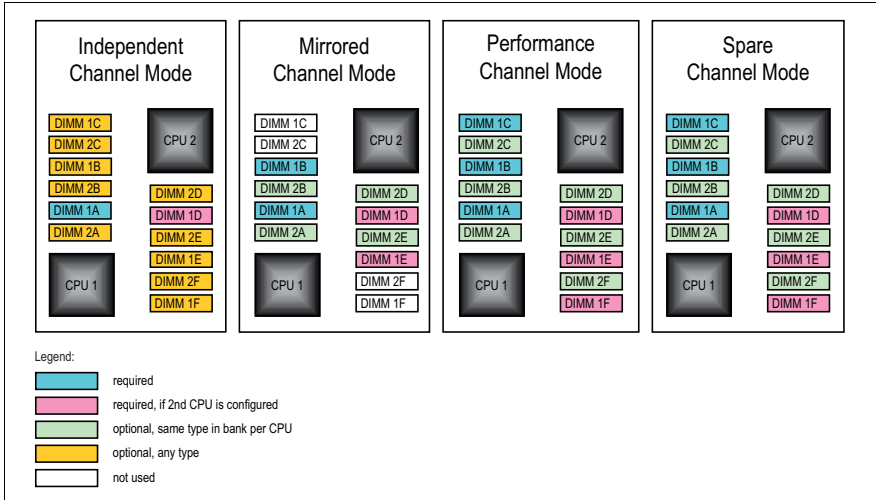 Independent
Channel Mode
DIMM 1C
DIMM 2C
DIMM 1B
DIMM 2B
DIMM 1A
DIMM 2A
CPU 1
CPU 2
DIMM 2D
DIMM 1D
DIMM 2E
DIMM 1E
DIMM 2F
DIMM 1F
Mirrored
Channel Mode
DIMM 1C
DIMM 2C
DIMM 1B
DIMM 2B
DIMM 1A
DIMM 2A
CPU 1
CPU 2
DIMM 2D
DIMM 1D
DIMM 2E
DIMM 1E
DIMM 2F
DIMM 1F
Performance
Channel Mode
DIMM 1C
DIMM 2C
DIMM 1B
DIMM 2B
DIMM 1A
DIMM 2A
CPU 1
CPU 2
DIMM 2D
DIMM 1D
DIMM 2E
DIMM 1E
DIMM 2F
DIMM 1F
Spare
Channel Mode
DIMM 1C
DIMM 2C
DIMM 1B
DIMM 2B
DIMM 1A
DIMM 2A
CPU 1
CPU 2
DIMM 2D
DIMM 1D
DIMM 2E
DIMM 1E
DIMM 2F
DIMM 1F
Legend:
required
required, if 2nd CPU is configured
optional, same type in bank per CPU
optional, any type
not used